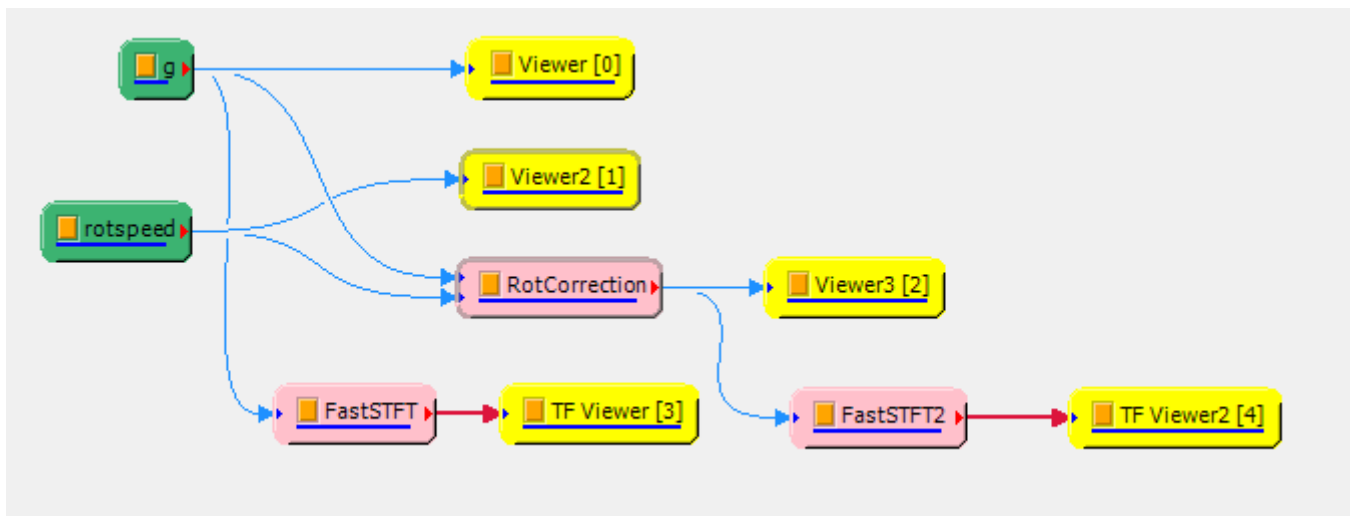 g
Viewer [0]
Viewer2 [1]
rotspeed
RotCorrection
Viewer3 [2]
FastSTFT
TF Viewer [3]
FastSTFT2
TF Viewer2 [4]